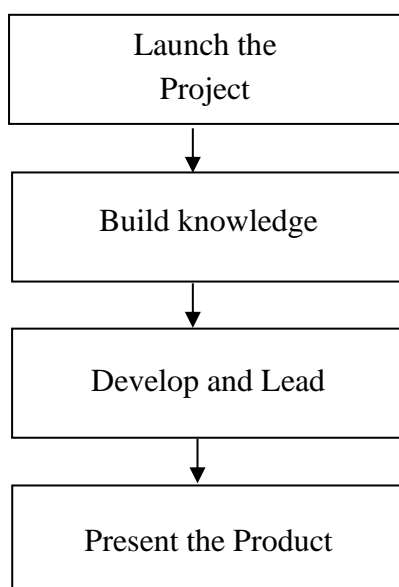 Launch the
Project
Build knowledge
Develop and Lead
Present the Product